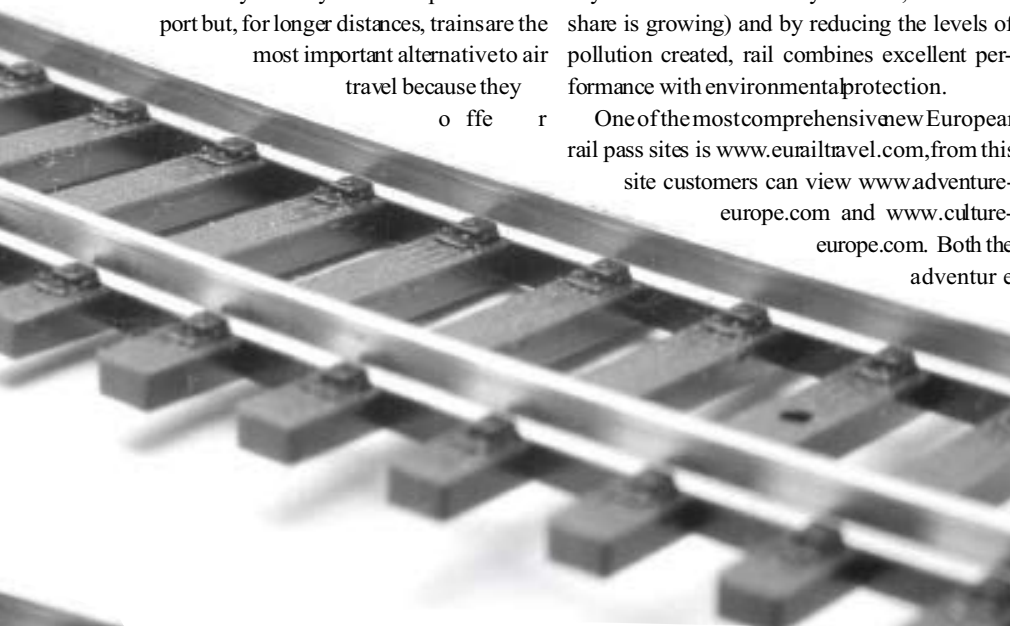 port but, for longer distances, trains are the
most important alternative to air
travel because they
o ffe r
share is growing) and by reducing the levels of
pollution created, rail combines excellent per-
formance with environmental protection.
One of the most comprehensive new European
rail pass sites is www.eurailtravel.com, from this
site customers can view www.adventure-
europe.com and www.culture-
europe.com. Both the
adventur e